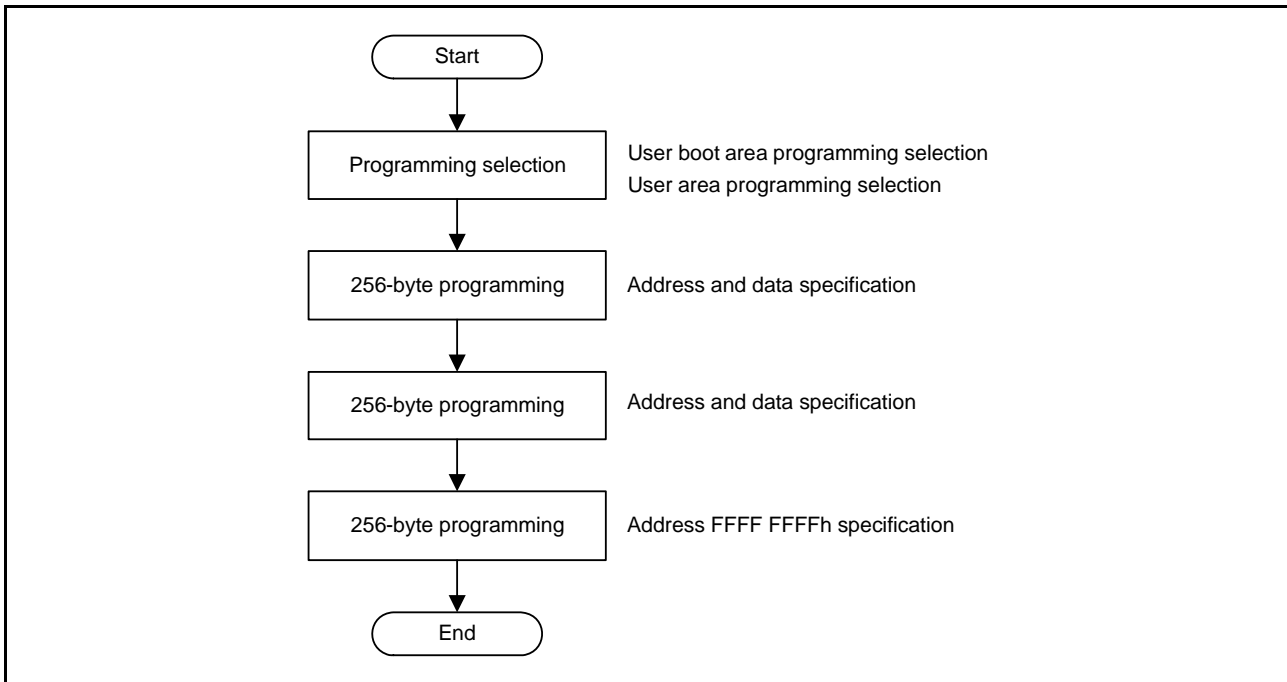 Start
Programming selection
User boot area programming selection
User area programming selection
256-byte programming
Address and data specification
256-byte programming
Address and data specification
256-byte programming
Address FFFF FFFFh specification
End